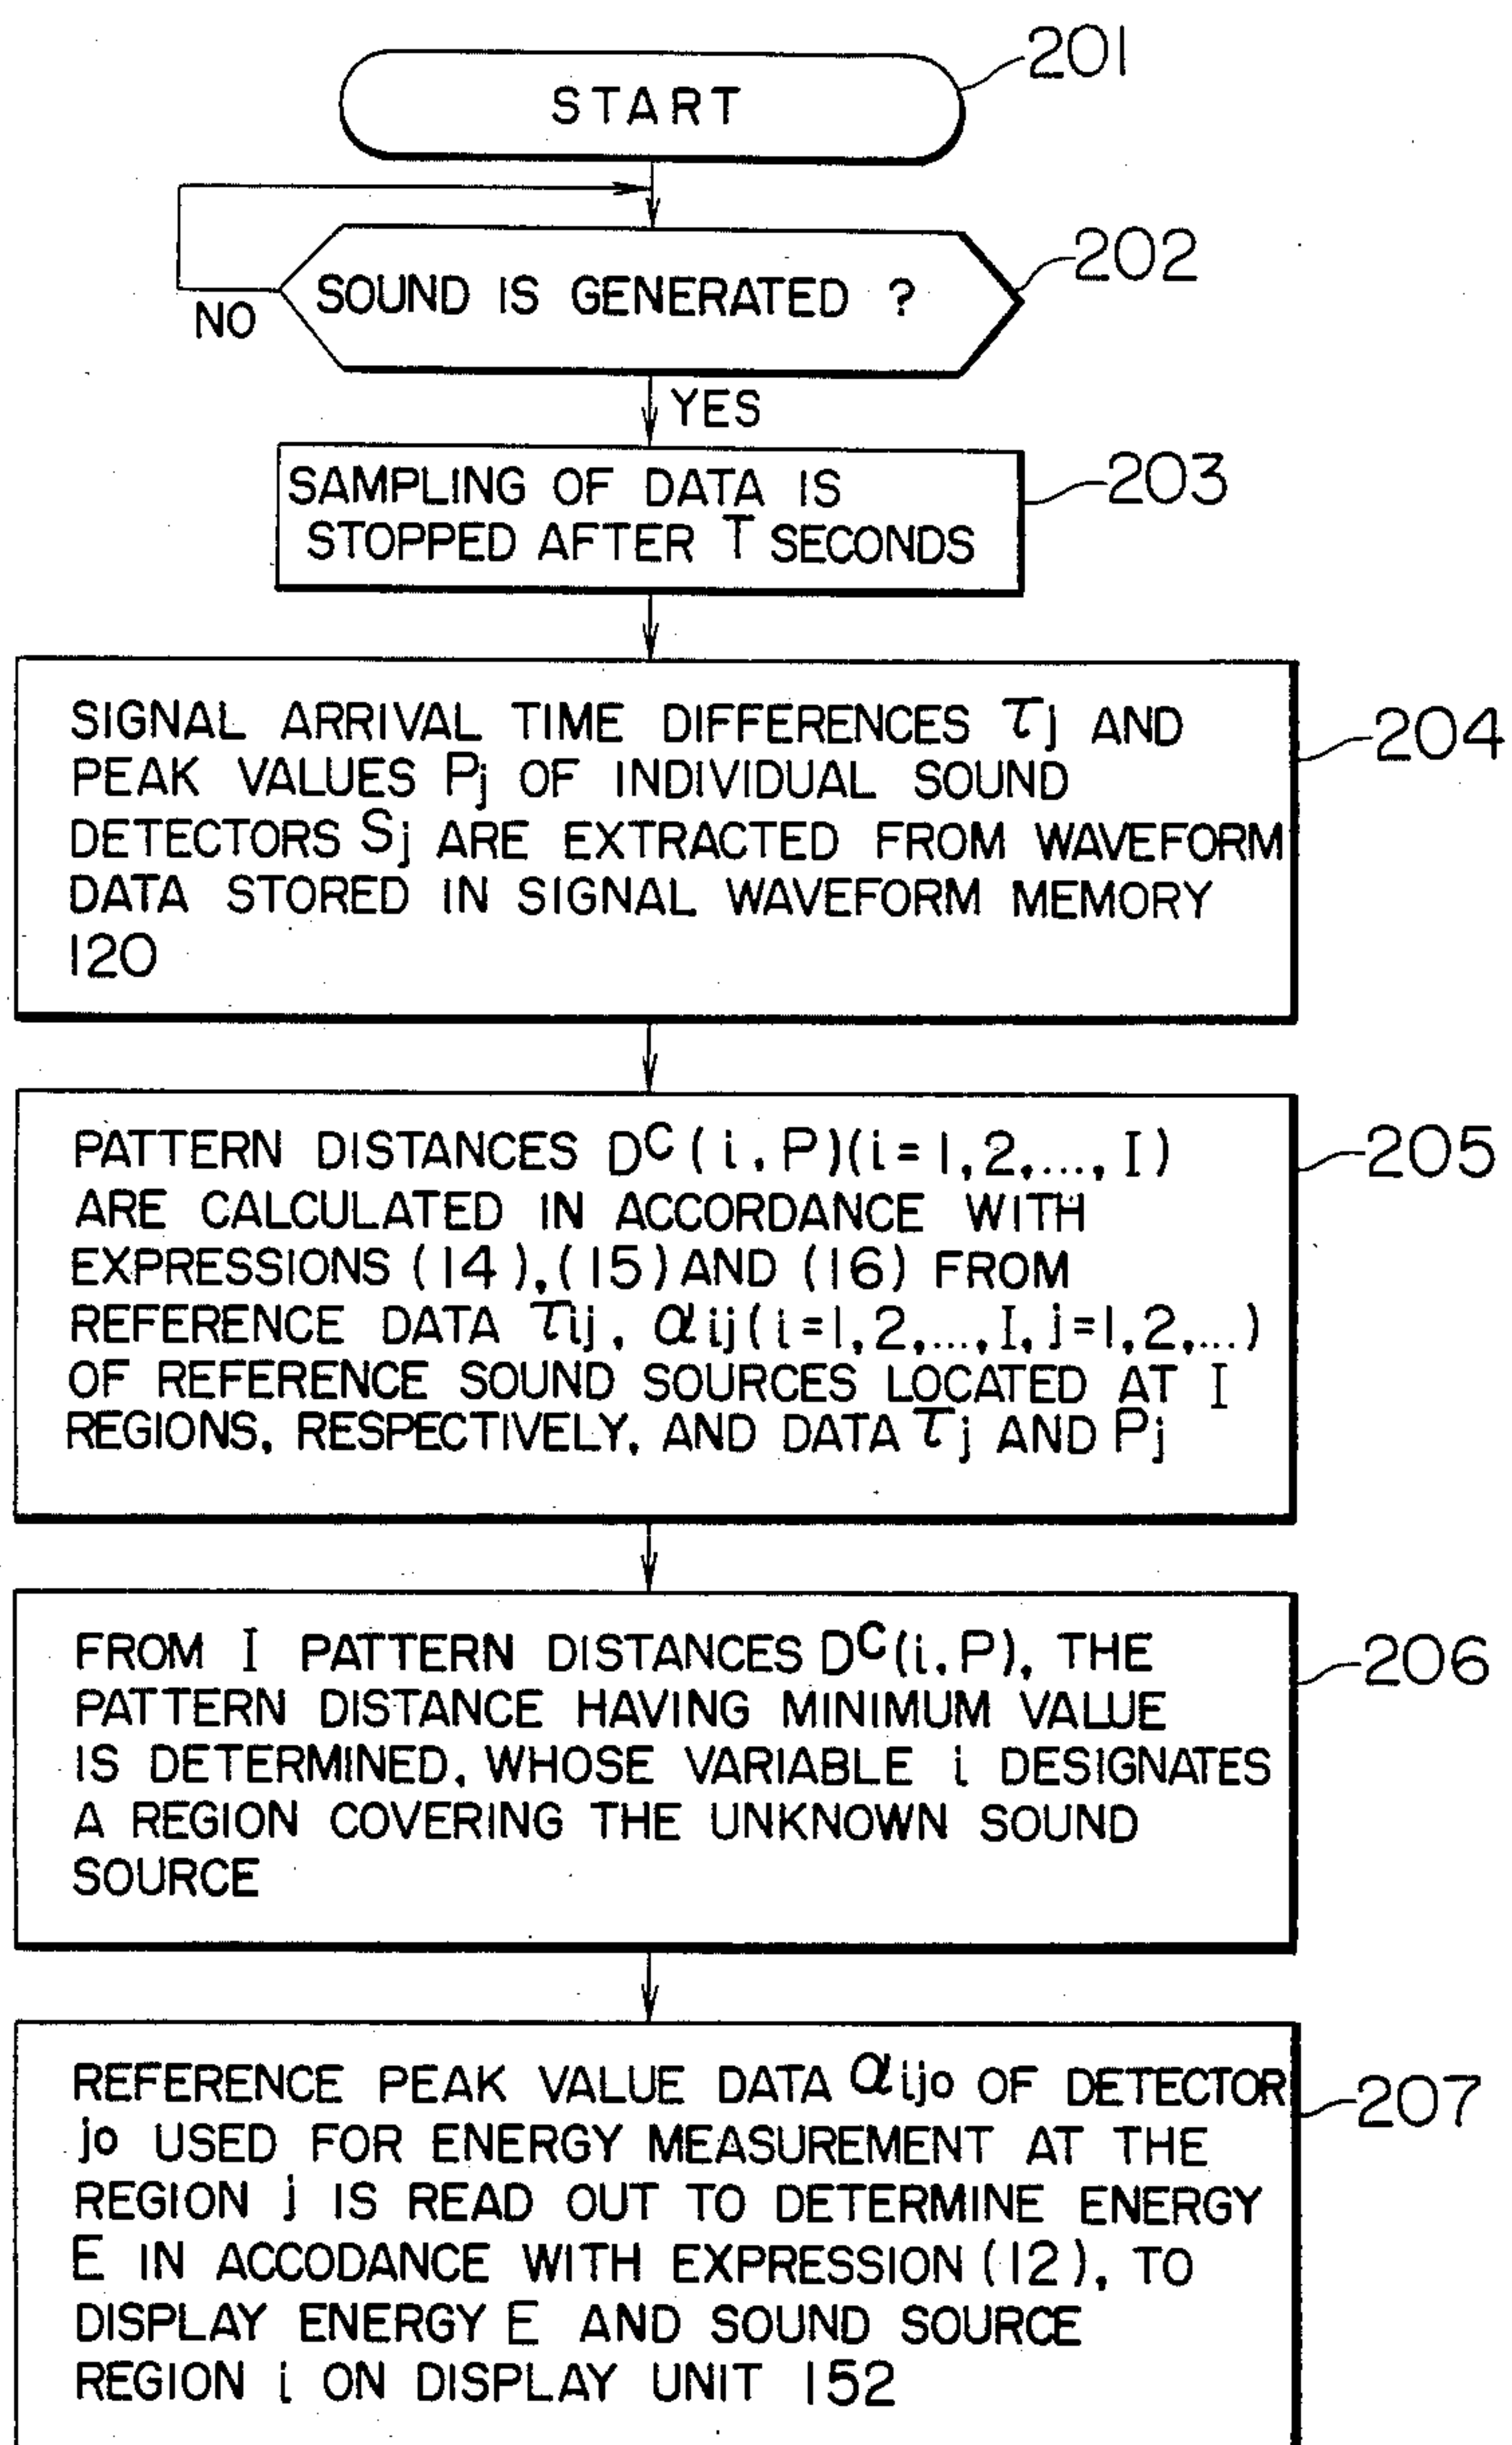 201
START
202
SOUND IS GENERATED ?
NO
YES
203
SAMPLING OF DATA IS
STOPPED AFTER T SECONDS
204
SIGNAL ARRIVAL TIME DIFFERENCES τj AND
PEAK VALUES Pj OF INDIVIDUAL SOUND
DETECTORS Sj ARE EXTRACTED FROM WAVEFORM
DATA STORED IN SIGNAL WAVEFORM MEMORY
120
205
PATTERN DISTANCES Dᶜ(i, P)(i=1,2,...,I)
ARE CALCULATED IN ACCORDANCE WITH
EXPRESSIONS (14),(15) AND (16) FROM
REFERENCE DATA τij, αij(i=1,2,...,I, j=1,2,...)
OF REFERENCE SOUND SOURCES LOCATED AT I
REGIONS, RESPECTIVELY, AND DATA τj AND Pj
206
FROM I PATTERN DISTANCES Dᶜ(i, P), THE
PATTERN DISTANCE HAVING MINIMUM VALUE
IS DETERMINED, WHOSE VARIABLE i DESIGNATES
A REGION COVERING THE UNKNOWN SOUND
SOURCE
207
REFERENCE PEAK VALUE DATA αijo OF DETECTOR
jo USED FOR ENERGY MEASUREMENT AT THE
REGION j IS READ OUT TO DETERMINE ENERGY
E IN ACCODANCE WITH EXPRESSION (12), TO
DISPLAY ENERGY E AND SOUND SOURCE
REGION i ON DISPLAY UNIT 152